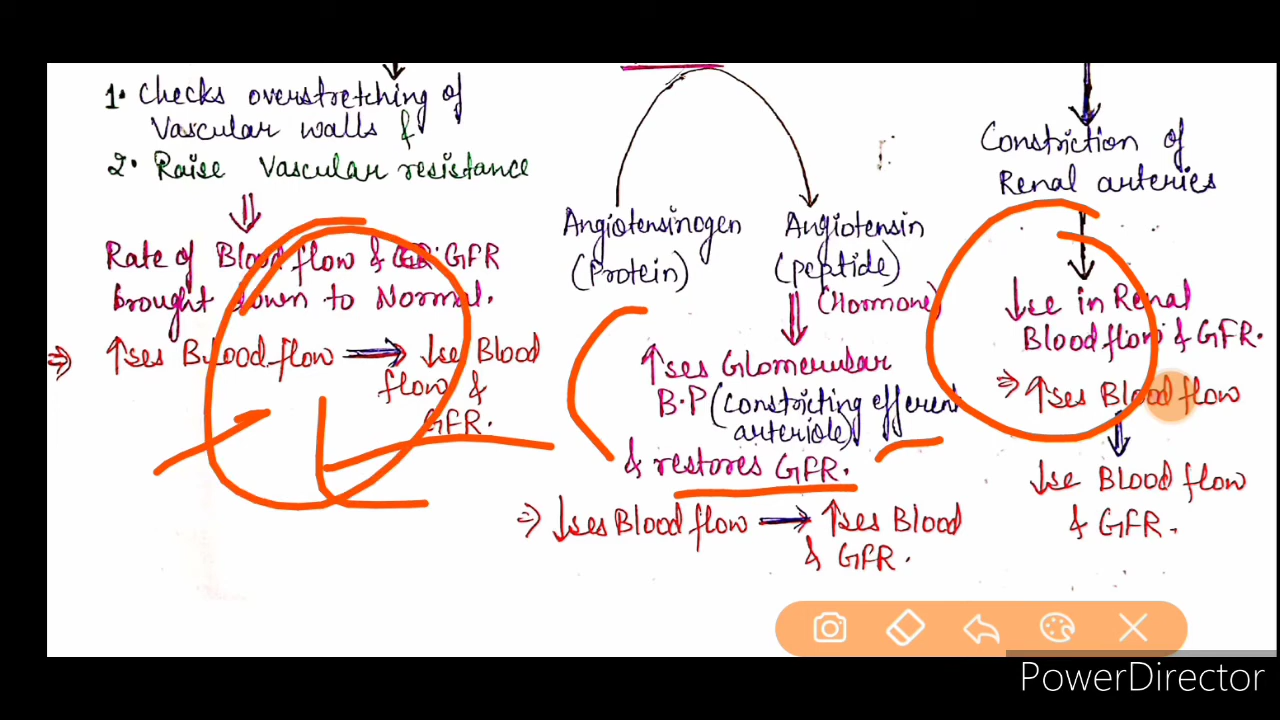 1. Checks overstretching of
Vascular walls &
2. Raise Vascular resistance
Rate of Blood flow & GFR
brought down to Normal.
⇒ ↑ses Blood flow → ↓se Blood
flow &
GFR.
Angiotensinogen
(Protein)
Angiotensin
(peptide)
(Hormone)
↑ses Glomerular
B.P (constricting efferent
arteriole)
& restores GFR.
⇒ ↓ses Blood flow → ↑ses Blood
& GFR.
Constriction of
Renal arteries
↓se in Renal
Blood flow & GFR.
⇒ ↑ses Blood flow
↓se Blood flow
& GFR.
PowerDirector